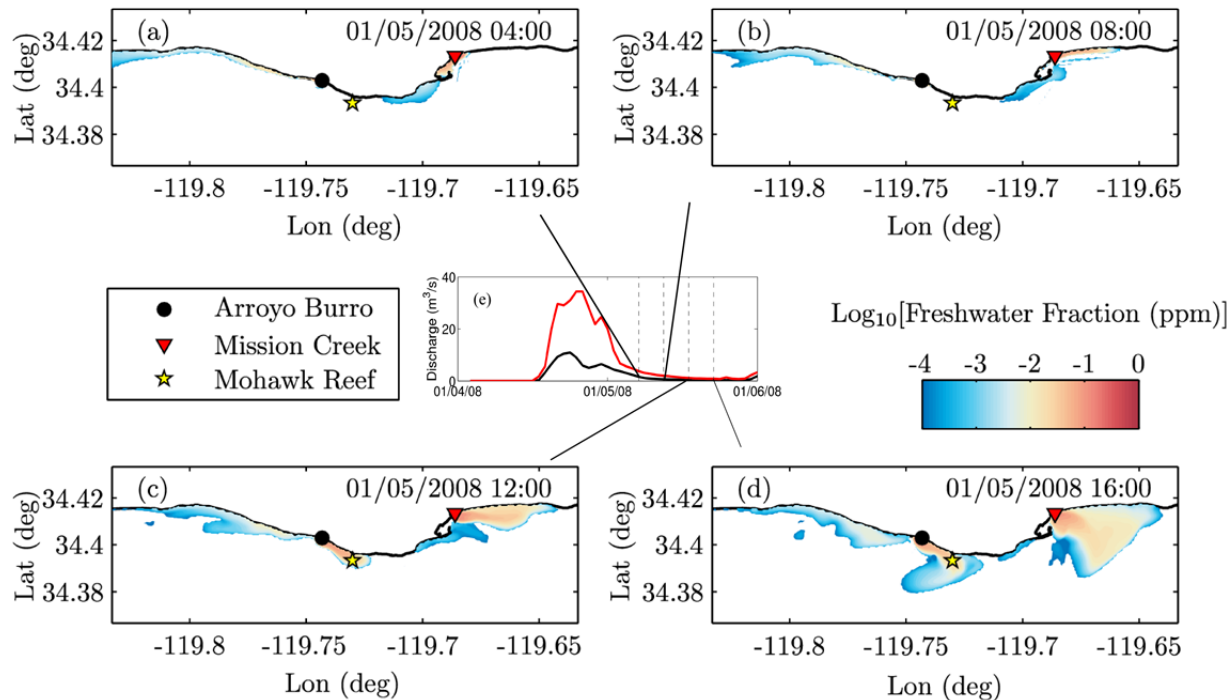 (a) 01/05/2008 04:00
Lat (deg)
34.42
34.4
34.38
-119.8 -119.75 -119.7 -119.65
Lon (deg)
(b) 01/05/2008 08:00
Lat (deg)
34.42
34.4
34.38
-119.8 -119.75 -119.7 -119.65
Lon (deg)
Arroyo Burro
Mission Creek
Mohawk Reef
(e)
Discharge (m³/s)
40
20
0
01/04/08 01/05/08 01/06/08
Log₁₀[Freshwater Fraction (ppm)]
-4 -3 -2 -1 0
(c) 01/05/2008 12:00
Lat (deg)
34.42
34.4
34.38
-119.8 -119.75 -119.7 -119.65
Lon (deg)
(d) 01/05/2008 16:00
Lat (deg)
34.42
34.4
34.38
-119.8 -119.75 -119.7 -119.65
Lon (deg)